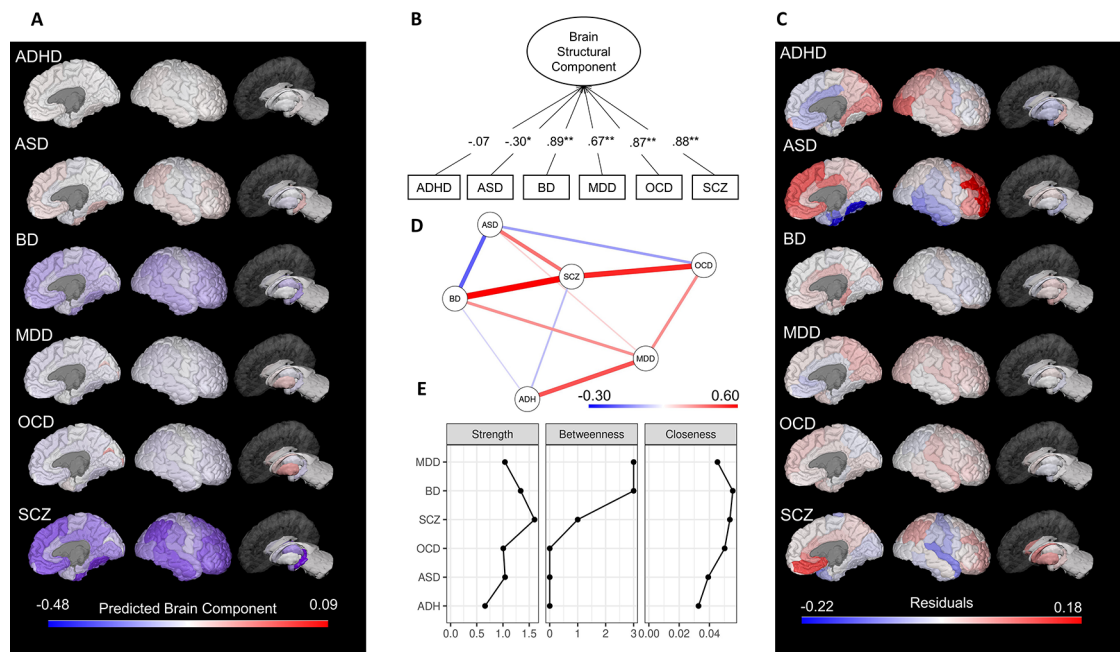 A
ADHD
ASD
BD
MDD
OCD
SCZ
-0.48 Predicted Brain Component 0.09
B
Brain
Structural
Component
-.07 -.30* .89** .67** .87** .88**
ADHD ASD BD MDD OCD SCZ
D
ASD
OCD
SCZ
BD
MDD
ADH
-0.30 0.60
E
Strength Betweenness Closeness
MDD
BD
SCZ
OCD
ASD
ADH
0.0 0.5 1.0 1.5 0 1 2 3 0.00 0.02 0.04
C
ADHD
ASD
BD
MDD
OCD
SCZ
-0.22 Residuals 0.18